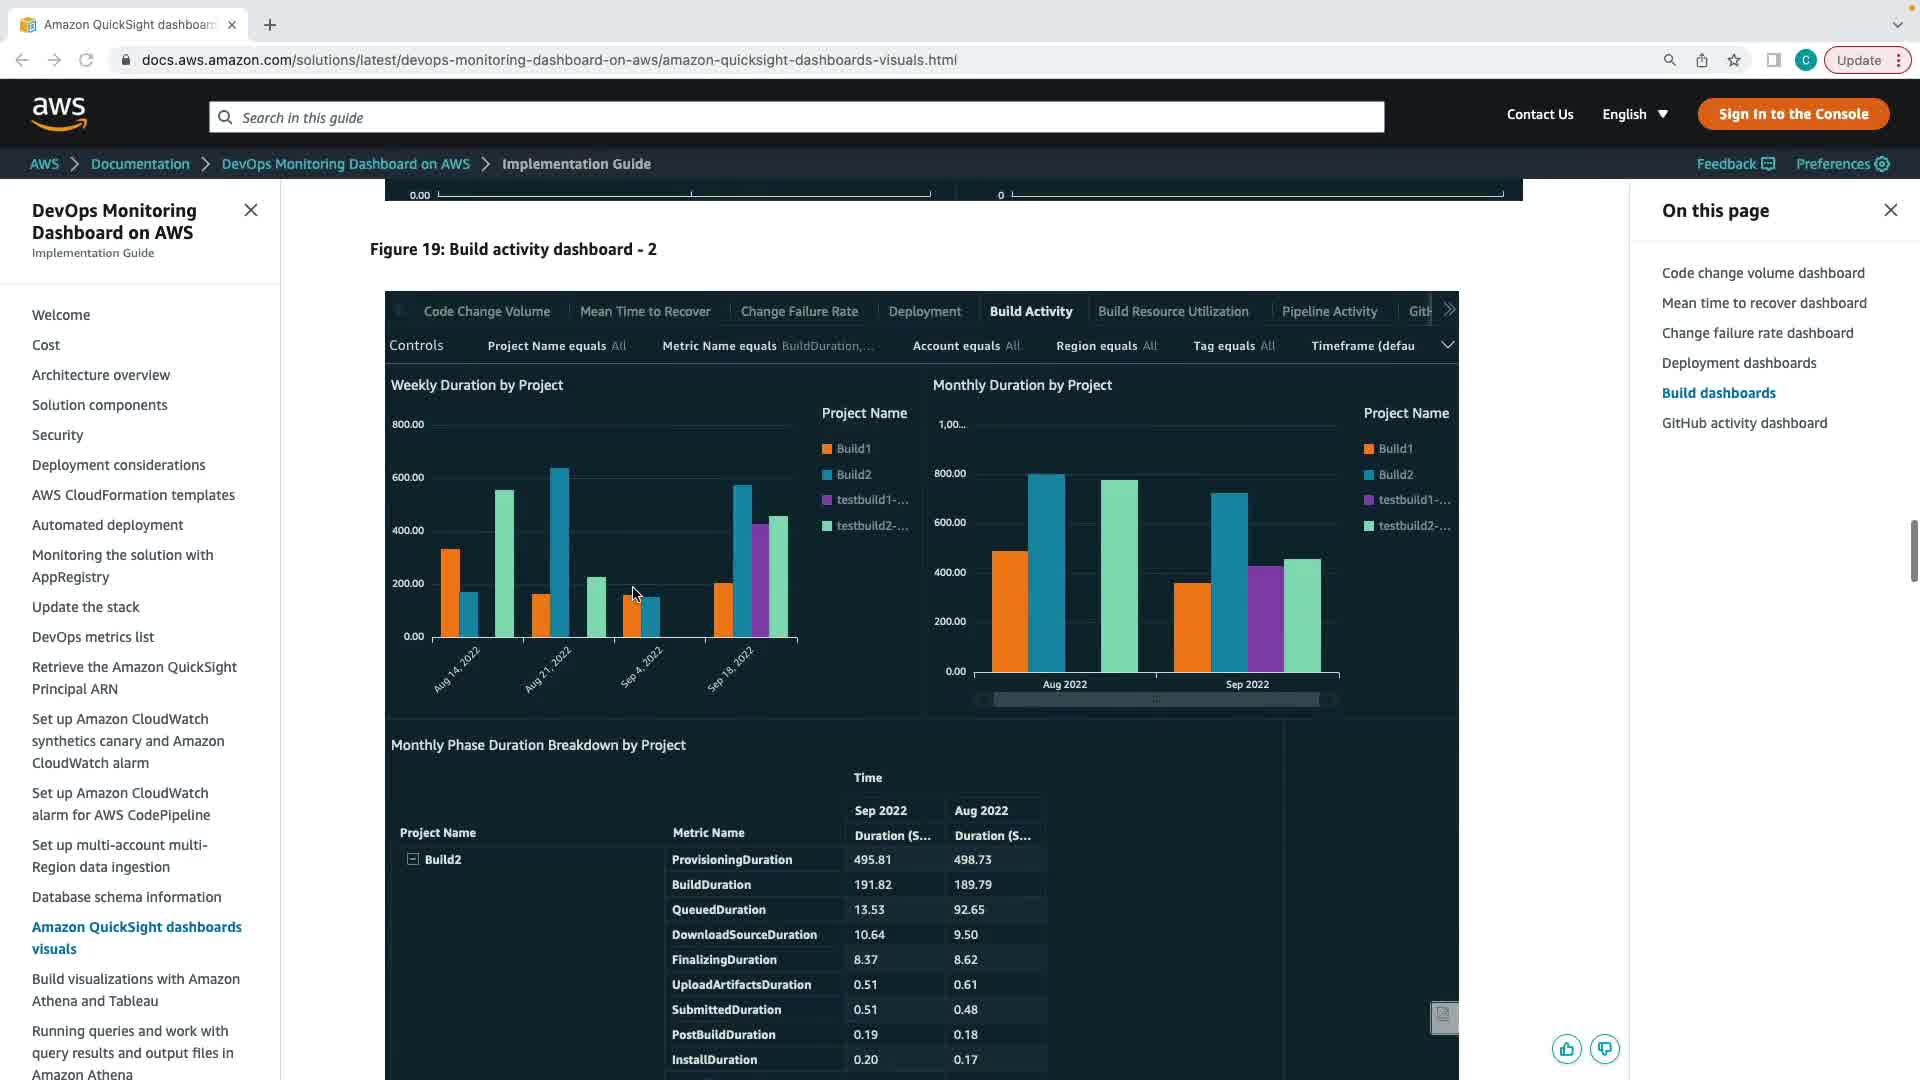 Amazon QuickSight dashboar
docs.aws.amazon.com/solutions/latest/devops-monitoring-dashboard-on-aws/amazon-quicksight-dashboards-visuals.html
C
Update
aws
Search in this guide
Contact Us
English
Sign In to the Console
AWS
Documentation
DevOps Monitoring Dashboard on AWS
Implementation Guide
Feedback
Preferences
DevOps Monitoring
Dashboard on AWS
Implementation Guide
Welcome
Cost
Architecture overview
Solution components
Security
Deployment considerations
AWS CloudFormation templates
Automated deployment
Monitoring the solution with
AppRegistry
Update the stack
DevOps metrics list
Retrieve the Amazon QuickSight
Principal ARN
Set up Amazon CloudWatch
synthetics canary and Amazon
CloudWatch alarm
Set up Amazon CloudWatch
alarm for AWS CodePipeline
Set up multi-account multi-
Region data ingestion
Database schema information
Amazon QuickSight dashboards
visuals
Build visualizations with Amazon
Athena and Tableau
Running queries and work with
query results and output files in
Amazon Athena
0.00
0
Figure 19: Build activity dashboard - 2
Code Change Volume
Mean Time to Recover
Change Failure Rate
Deployment
Build Activity
Build Resource Utilization
Pipeline Activity
GitH
Controls
Project Name equals All
Metric Name equals BuildDuration,...
Account equals All
Region equals All
Tag equals All
Timeframe (defau
Weekly Duration by Project
800.00
600.00
400.00
200.00
0.00
Aug 14, 2022
Aug 21, 2022
Sep 4, 2022
Sep 18, 2022
Project Name
Build1
Build2
testbuild1-...
testbuild2-...
Monthly Duration by Project
1,00...
800.00
600.00
400.00
200.00
0.00
Aug 2022
Sep 2022
Project Name
Build1
Build2
testbuild1-...
testbuild2-...
Monthly Phase Duration Breakdown by Project
Time
Sep 2022 Aug 2022
Project Name Metric Name Duration (S... Duration (S...
Build2 ProvisioningDuration 495.81 498.73
BuildDuration 191.82 189.79
QueuedDuration 13.53 92.65
DownloadSourceDuration 10.64 9.50
FinalizingDuration 8.37 8.62
UploadArtifactsDuration 0.51 0.61
SubmittedDuration 0.51 0.48
PostBuildDuration 0.19 0.18
InstallDuration 0.20 0.17
On this page
Code change volume dashboard
Mean time to recover dashboard
Change failure rate dashboard
Deployment dashboards
Build dashboards
GitHub activity dashboard